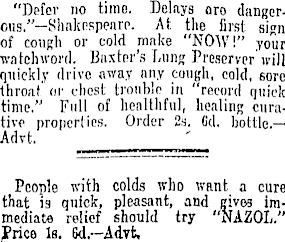 "Defer no time. Delays are danger-
ous."—Shakespeare. At the first sign
of cough or cold make "NOW!" your
watchword. Baxter's Lung Preserver will
quickly drive away any cough, cold, sore
throat or chest trouble in "record quick
time." Full of healthful, healing cura-
tive properties. Order 2s. 6d. bottle.—
Advt.
People with colds who want a cure
that is quick, pleasant, and gives im-
mediate relief should try "NAZOL."
Price 1s. 6d.—Advt.